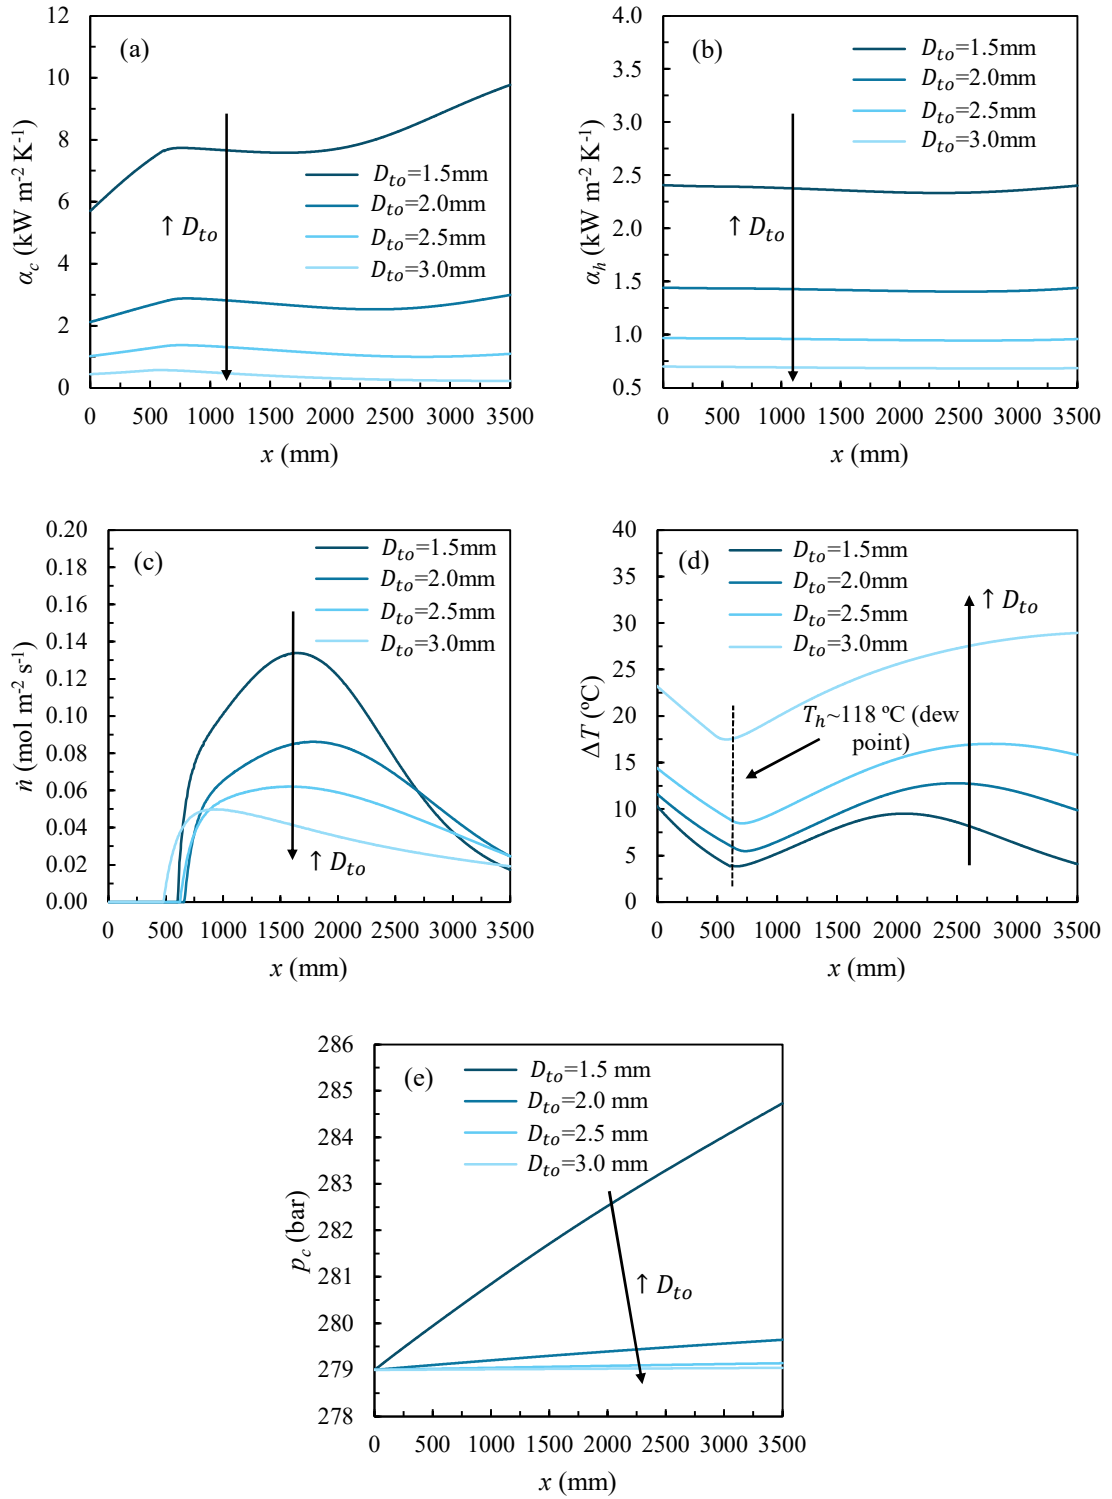 (a)
12
10
8
6
4
2
0
α_c (kW m⁻² K⁻¹)
D_to=1.5mm
D_to=2.0mm
D_to=2.5mm
D_to=3.0mm
↑ D_to
0 500 1000 1500 2000 2500 3000 3500
x (mm)
(b)
4.0
3.5
3.0
2.5
2.0
1.5
1.0
0.5
α_h (kW m⁻² K⁻¹)
D_to=1.5mm
D_to=2.0mm
D_to=2.5mm
D_to=3.0mm
↑ D_to
0 500 1000 1500 2000 2500 3000 3500
x (mm)
(c)
0.20
0.18
0.16
0.14
0.12
0.10
0.08
0.06
0.04
0.02
0.00
ṅ (mol m⁻² s⁻¹)
D_to=1.5mm
D_to=2.0mm
D_to=2.5mm
D_to=3.0mm
↑ D_to
0 500 1000 1500 2000 2500 3000 3500
x (mm)
(d)
40
35
30
25
20
15
10
5
0
ΔT (ºC)
D_to=1.5mm
D_to=2.0mm
D_to=2.5mm
D_to=3.0mm
↑ D_to
T_h~118 ºC (dew
point)
0 500 1000 1500 2000 2500 3000 3500
x (mm)
(e)
286
285
284
283
282
281
280
279
278
p_c (bar)
D_to=1.5 mm
D_to=2.0 mm
D_to=2.5 mm
D_to=3.0 mm
↑ D_to
0 500 1000 1500 2000 2500 3000 3500
x (mm)